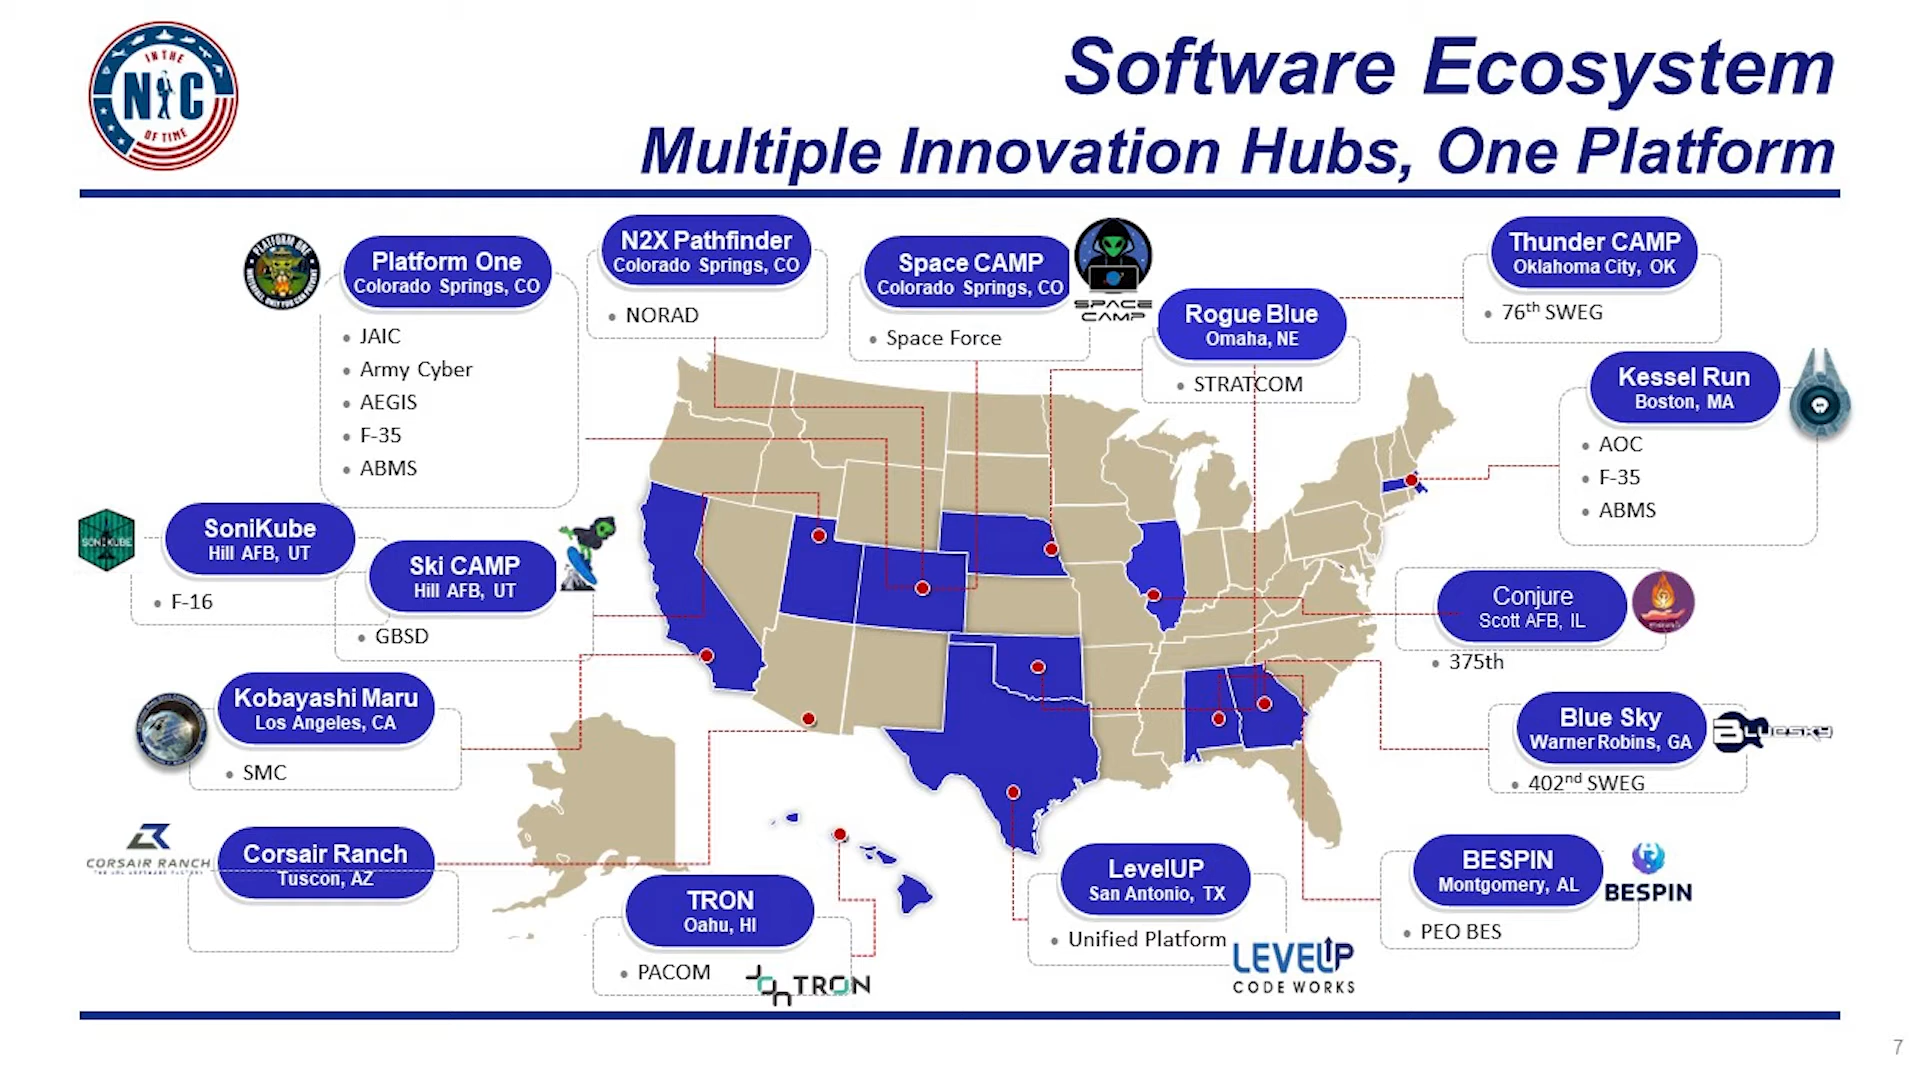 IN THE
NIC
OF TIME
Software Ecosystem
Multiple Innovation Hubs, One Platform
PLATFORM ONE
Platform One
Colorado Springs, CO
• JAIC
• Army Cyber
• AEGIS
• F-35
• ABMS
N2X Pathfinder
Colorado Springs, CO
• NORAD
Space CAMP
Colorado Springs, CO
• Space Force
SPACE
CAMP
Rogue Blue
Omaha, NE
• STRATCOM
Thunder CAMP
Oklahoma City, OK
• 76th SWEG
Kessel Run
Boston, MA
• AOC
• F-35
• ABMS
SONIKUBE
SoniKube
Hill AFB, UT
• F-16
Ski CAMP
Hill AFB, UT
• GBSD
Conjure
Scott AFB, IL
• 375th
Kobayashi Maru
Los Angeles, CA
• SMC
Blue Sky
Warner Robins, GA
• 402nd SWEG
BLUESKY
CORSAIR RANCH
Corsair Ranch
Tuscon, AZ
TRON
Oahu, HI
• PACOM
TRON
LevelUP
San Antonio, TX
• Unified Platform
LEVELUP
CODE WORKS
BESPIN
Montgomery, AL
• PEO BES
BESPIN
7